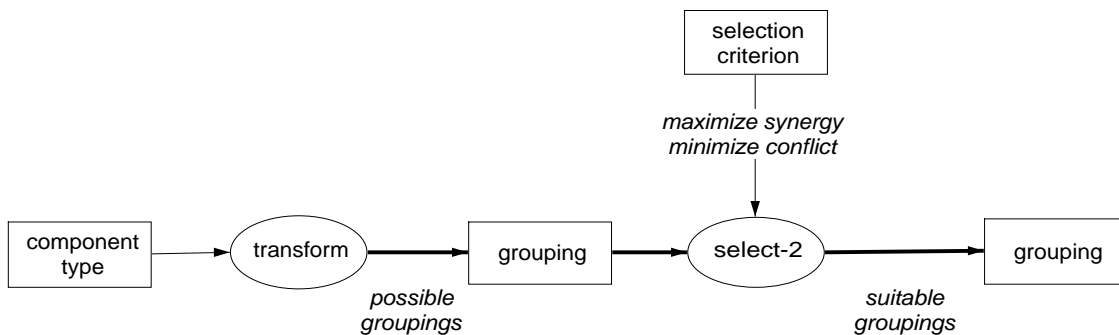 selection
criterion
maximize synergy
minimize conflict
component
type
transform
grouping
select-2
grouping
possible
groupings
suitable
groupings